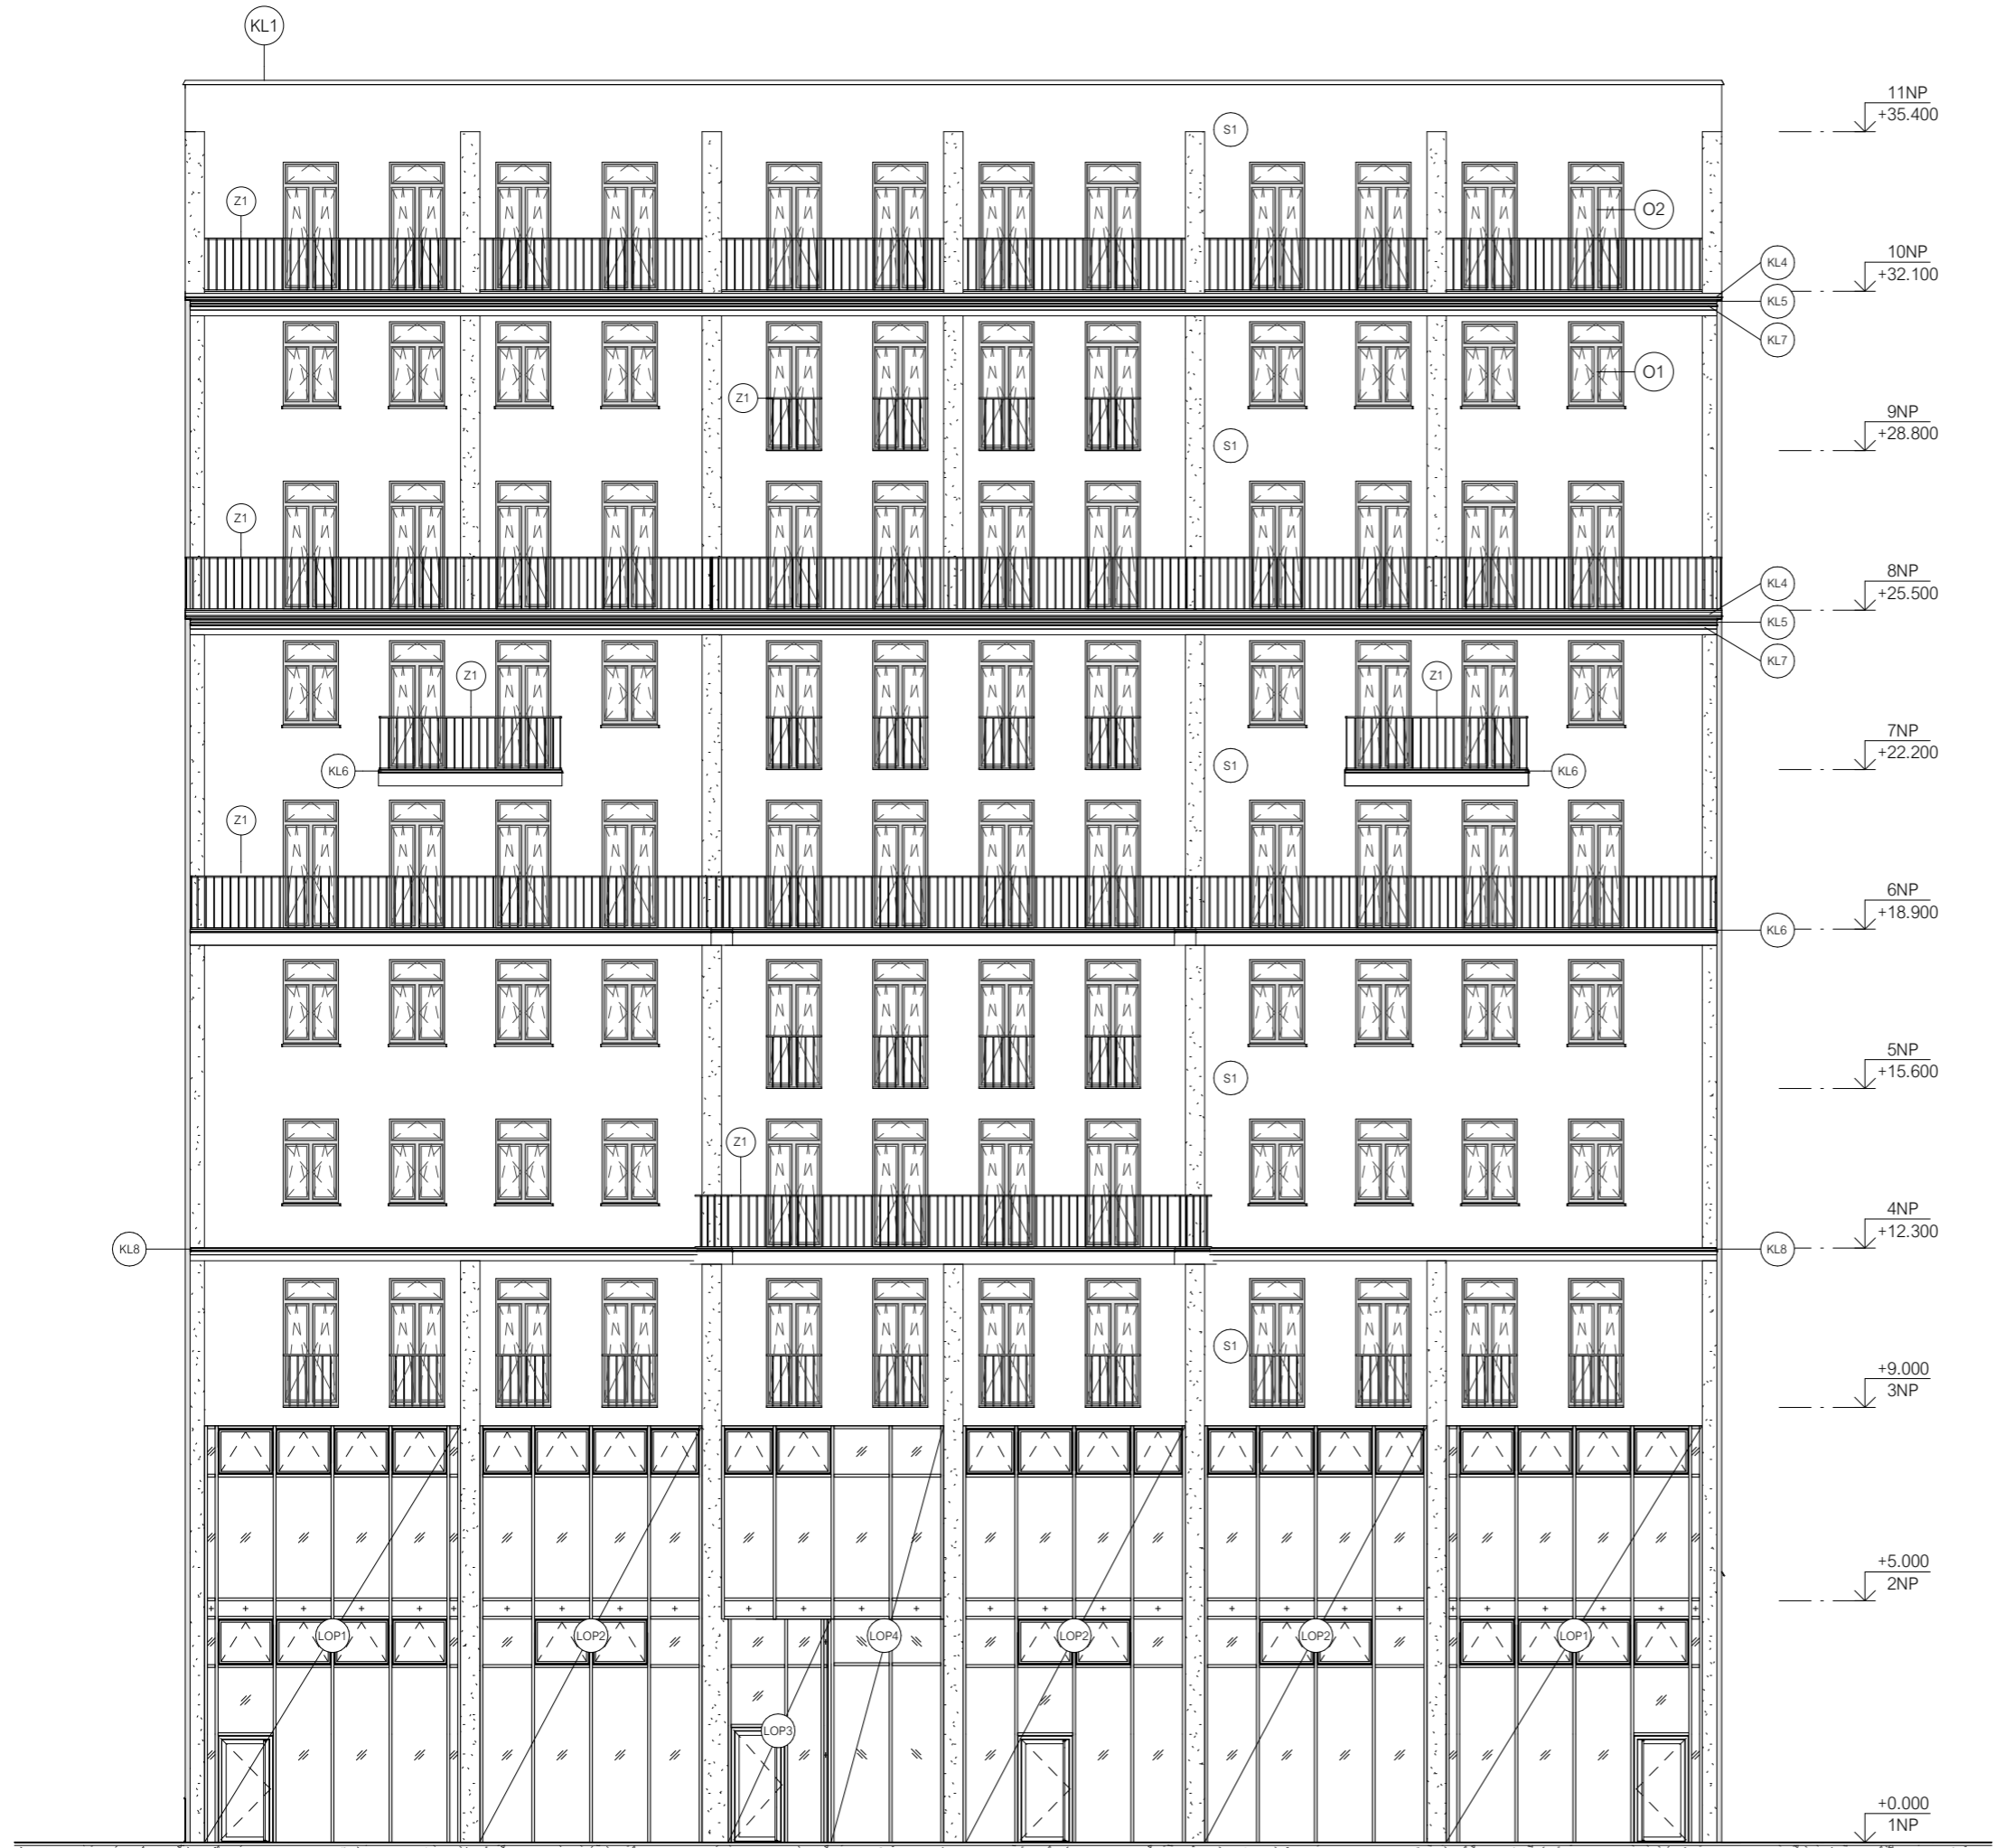 KL1
11NP
+35.400
S1
Z1
O2
10NP
+32.100
KL4
KL5
KL7
O1
Z1
9NP
+28.800
S1
Z1
8NP
+25.500
KL4
KL5
KL7
Z1
Z1
7NP
+22.200
KL6
S1
KL6
Z1
6NP
+18.900
KL6
5NP
+15.600
S1
Z1
4NP
+12.300
KL8
KL8
S1
+9.000
3NP
+5.000
2NP
LOP1
LOP2
LOP4
LOP2
LOP2
LOP1
LOP3
+0.000
1NP